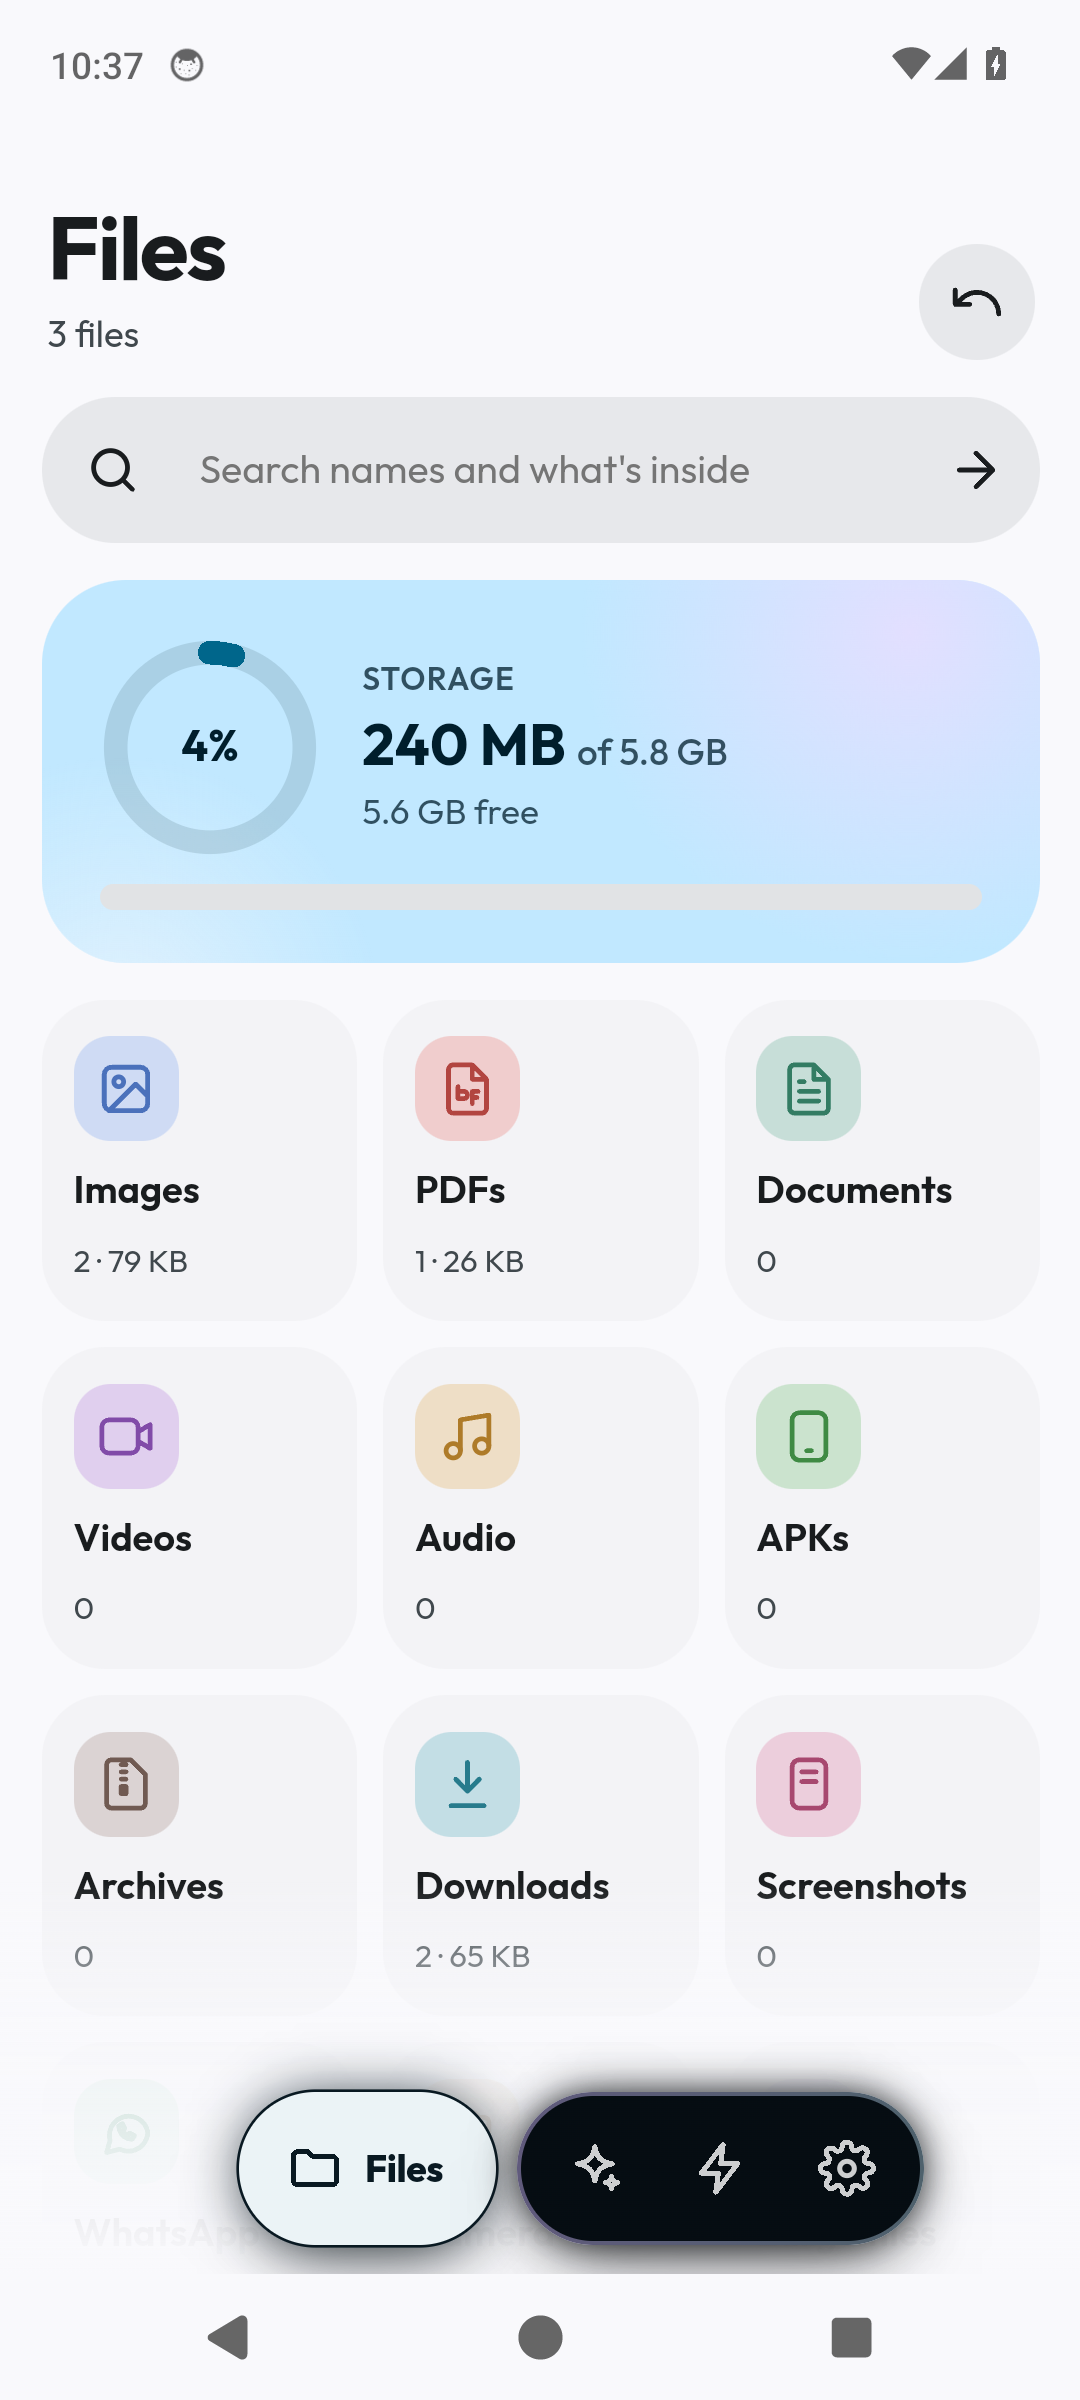 10:37
Files
3 files
Search names and what's inside
4%
STORAGE
240 MB of 5.8 GB
5.6 GB free
Images
2 · 79 KB
PDFs
1 · 26 KB
Documents
0
Videos
0
Audio
0
APKs
0
Archives
0
Downloads
2 · 65 KB
Screenshots
0
WhatsApp
Files